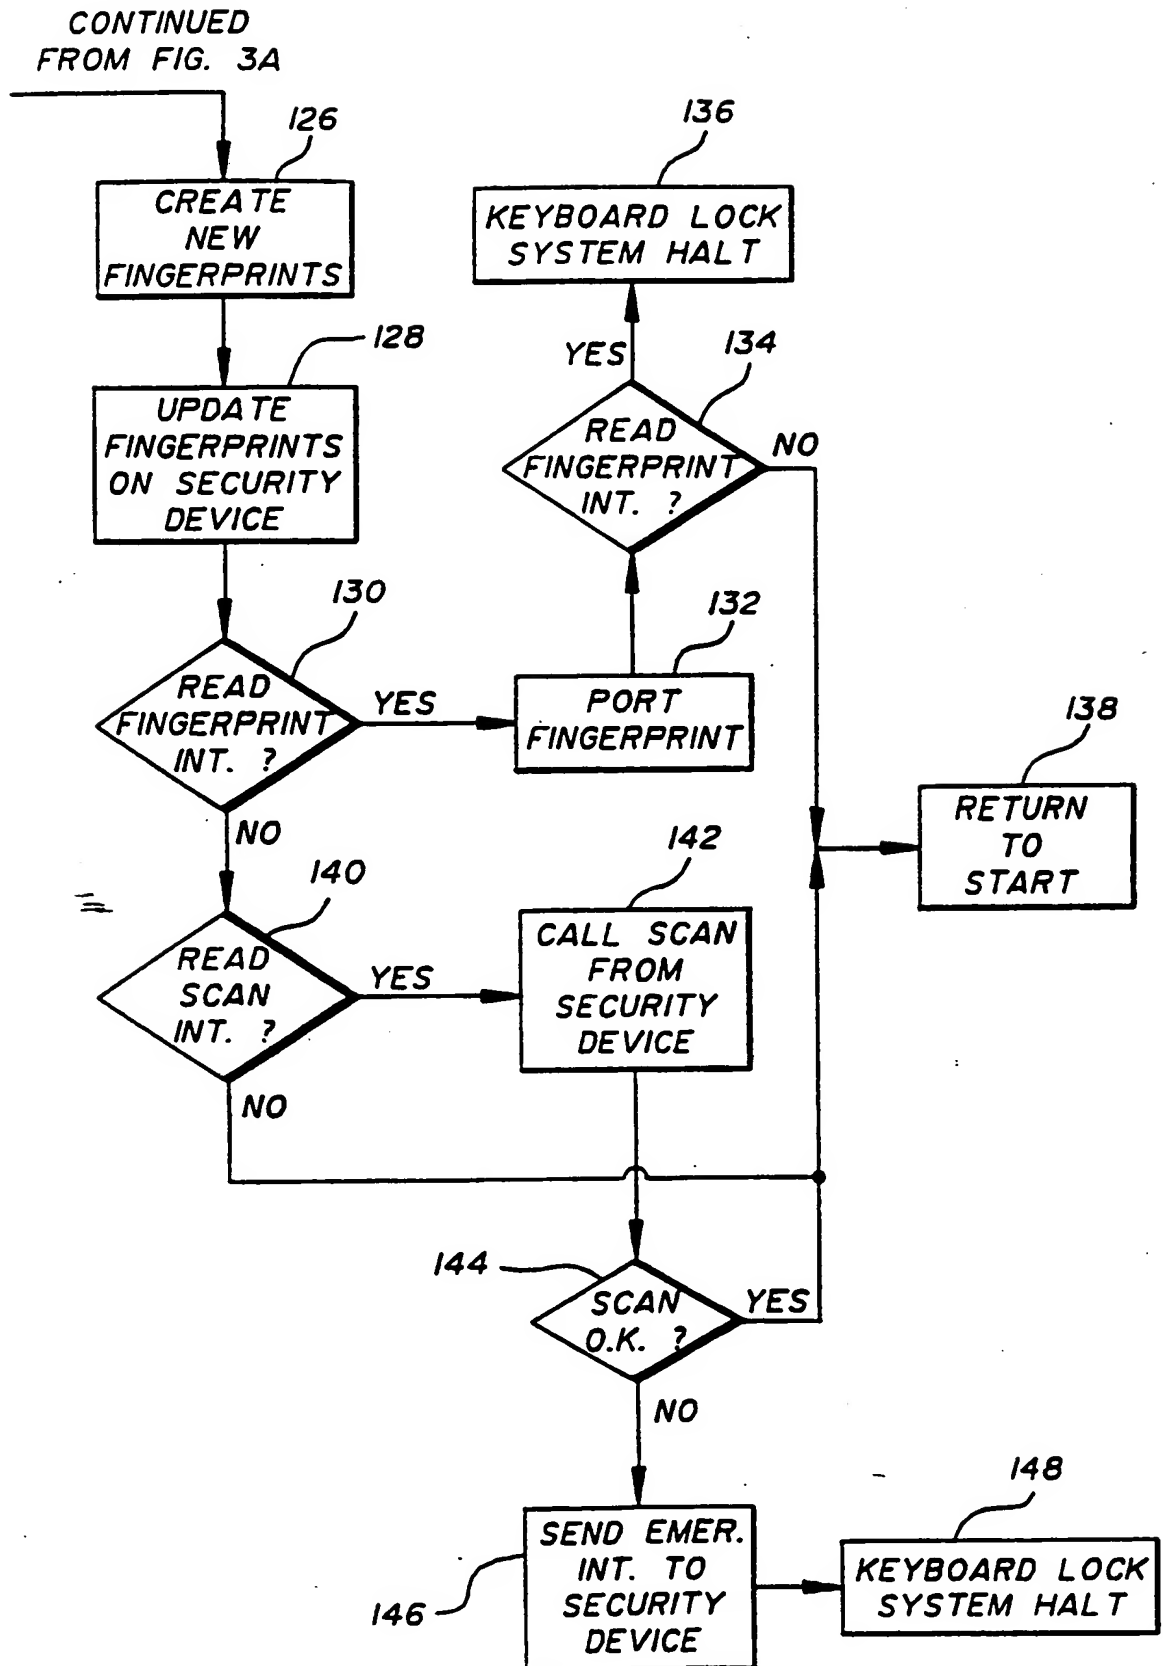 CONTINUED
FROM FIG. 3A
126
CREATE
NEW
FINGERPRINTS
128
UPDATE
FINGERPRINTS
ON SECURITY
DEVICE
130
READ
FINGERPRINT
INT. ?
YES
NO
132
PORT
FINGERPRINT
134
READ
FINGERPRINT
INT. ?
YES
NO
136
KEYBOARD LOCK
SYSTEM HALT
138
RETURN
TO
START
140
READ
SCAN
INT. ?
YES
NO
142
CALL SCAN
FROM
SECURITY
DEVICE
144
SCAN
O.K. ?
YES
NO
146
SEND EMER.
INT. TO
SECURITY
DEVICE
148
KEYBOARD LOCK
SYSTEM HALT